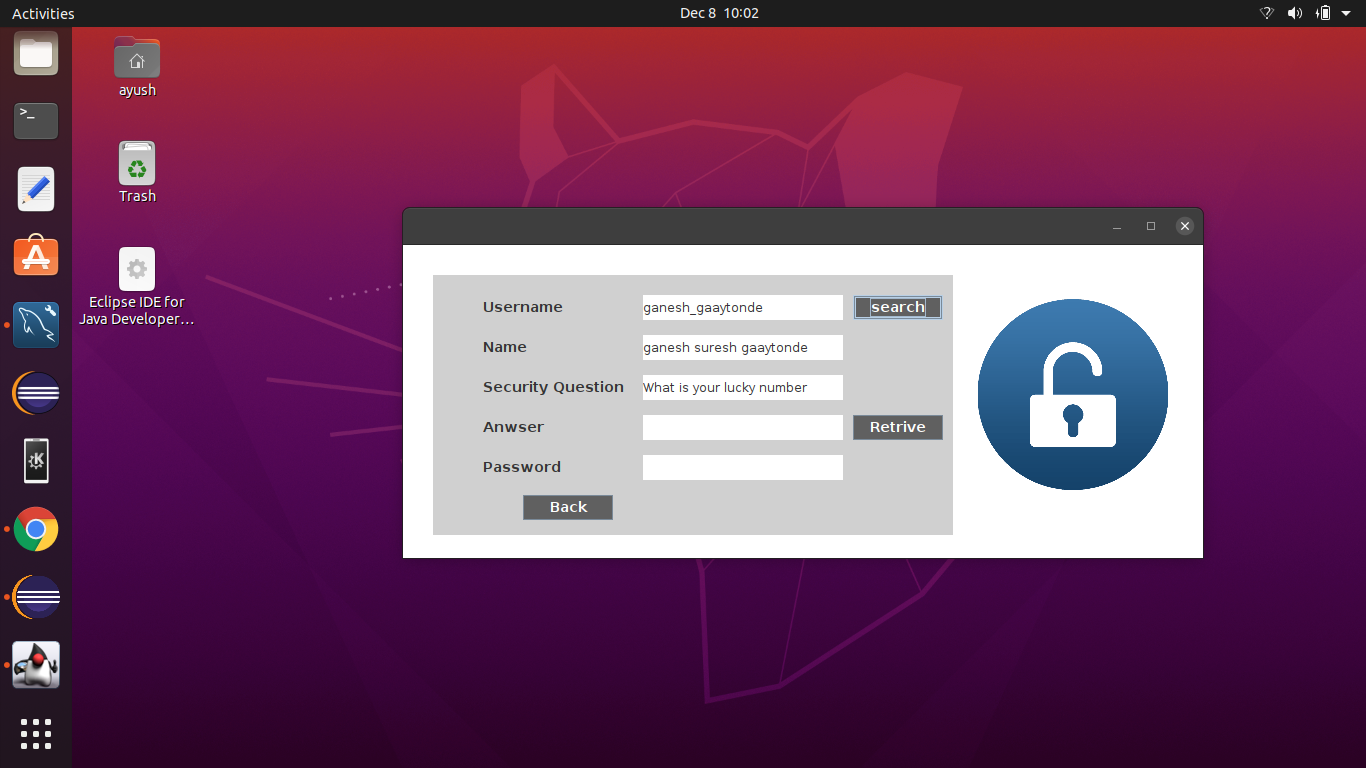 Activities
Dec 8 10:02
ayush
Trash
Eclipse IDE for
Java Developer…
Username ganesh_gaaytonde search
Name ganesh suresh gaaytonde
Security Question What is your lucky number
Anwser Retrive
Password
Back